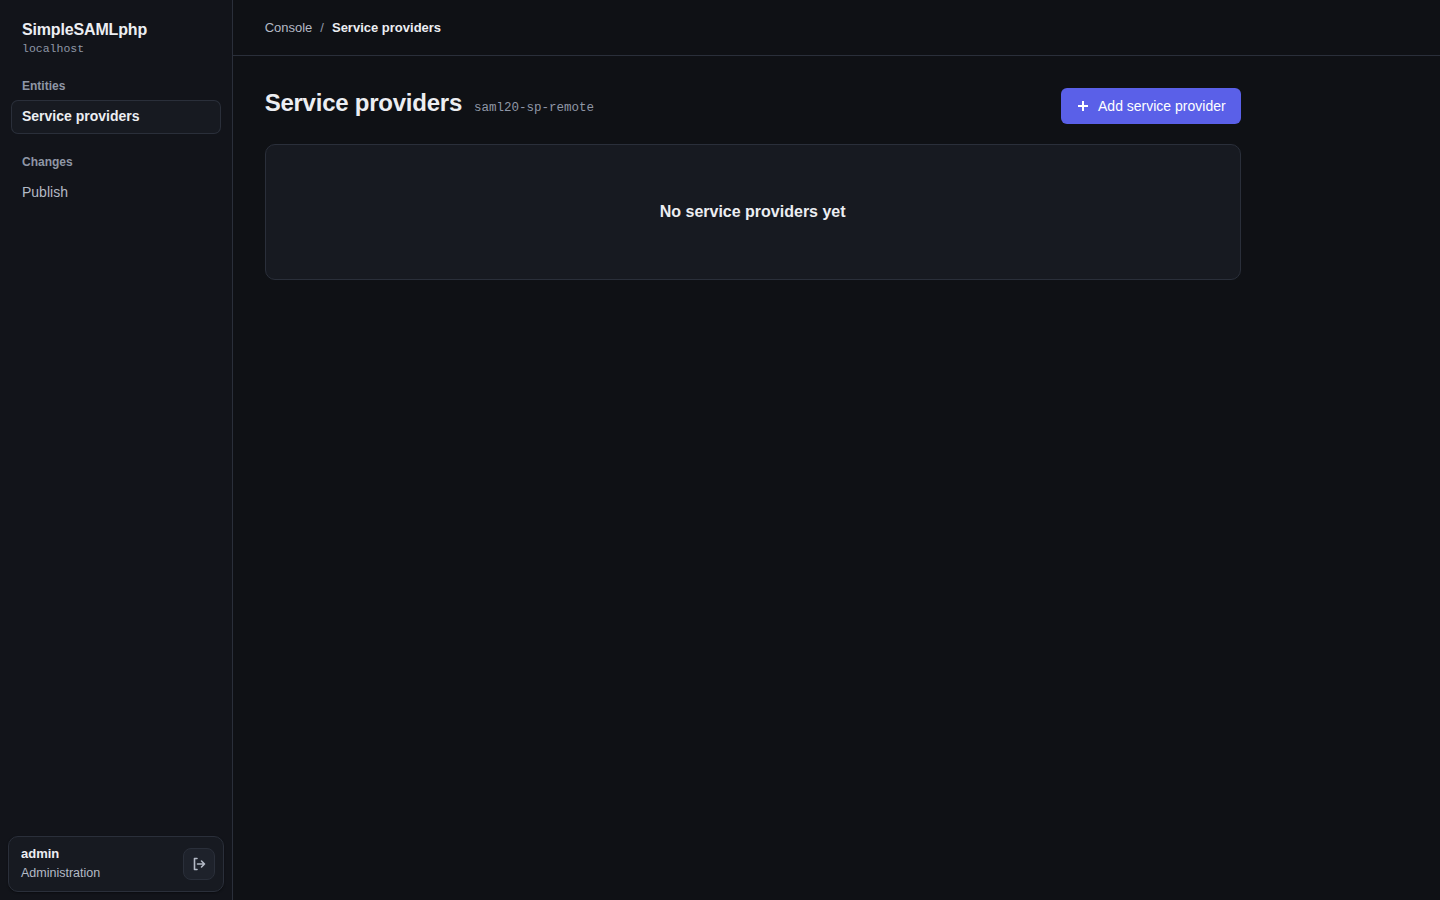 SimpleSAMLphp
localhost
Entities
Service providers
Changes
Publish
admin
Administration
Console / Service providers
Service providers saml20-sp-remote
Add service provider
No service providers yet